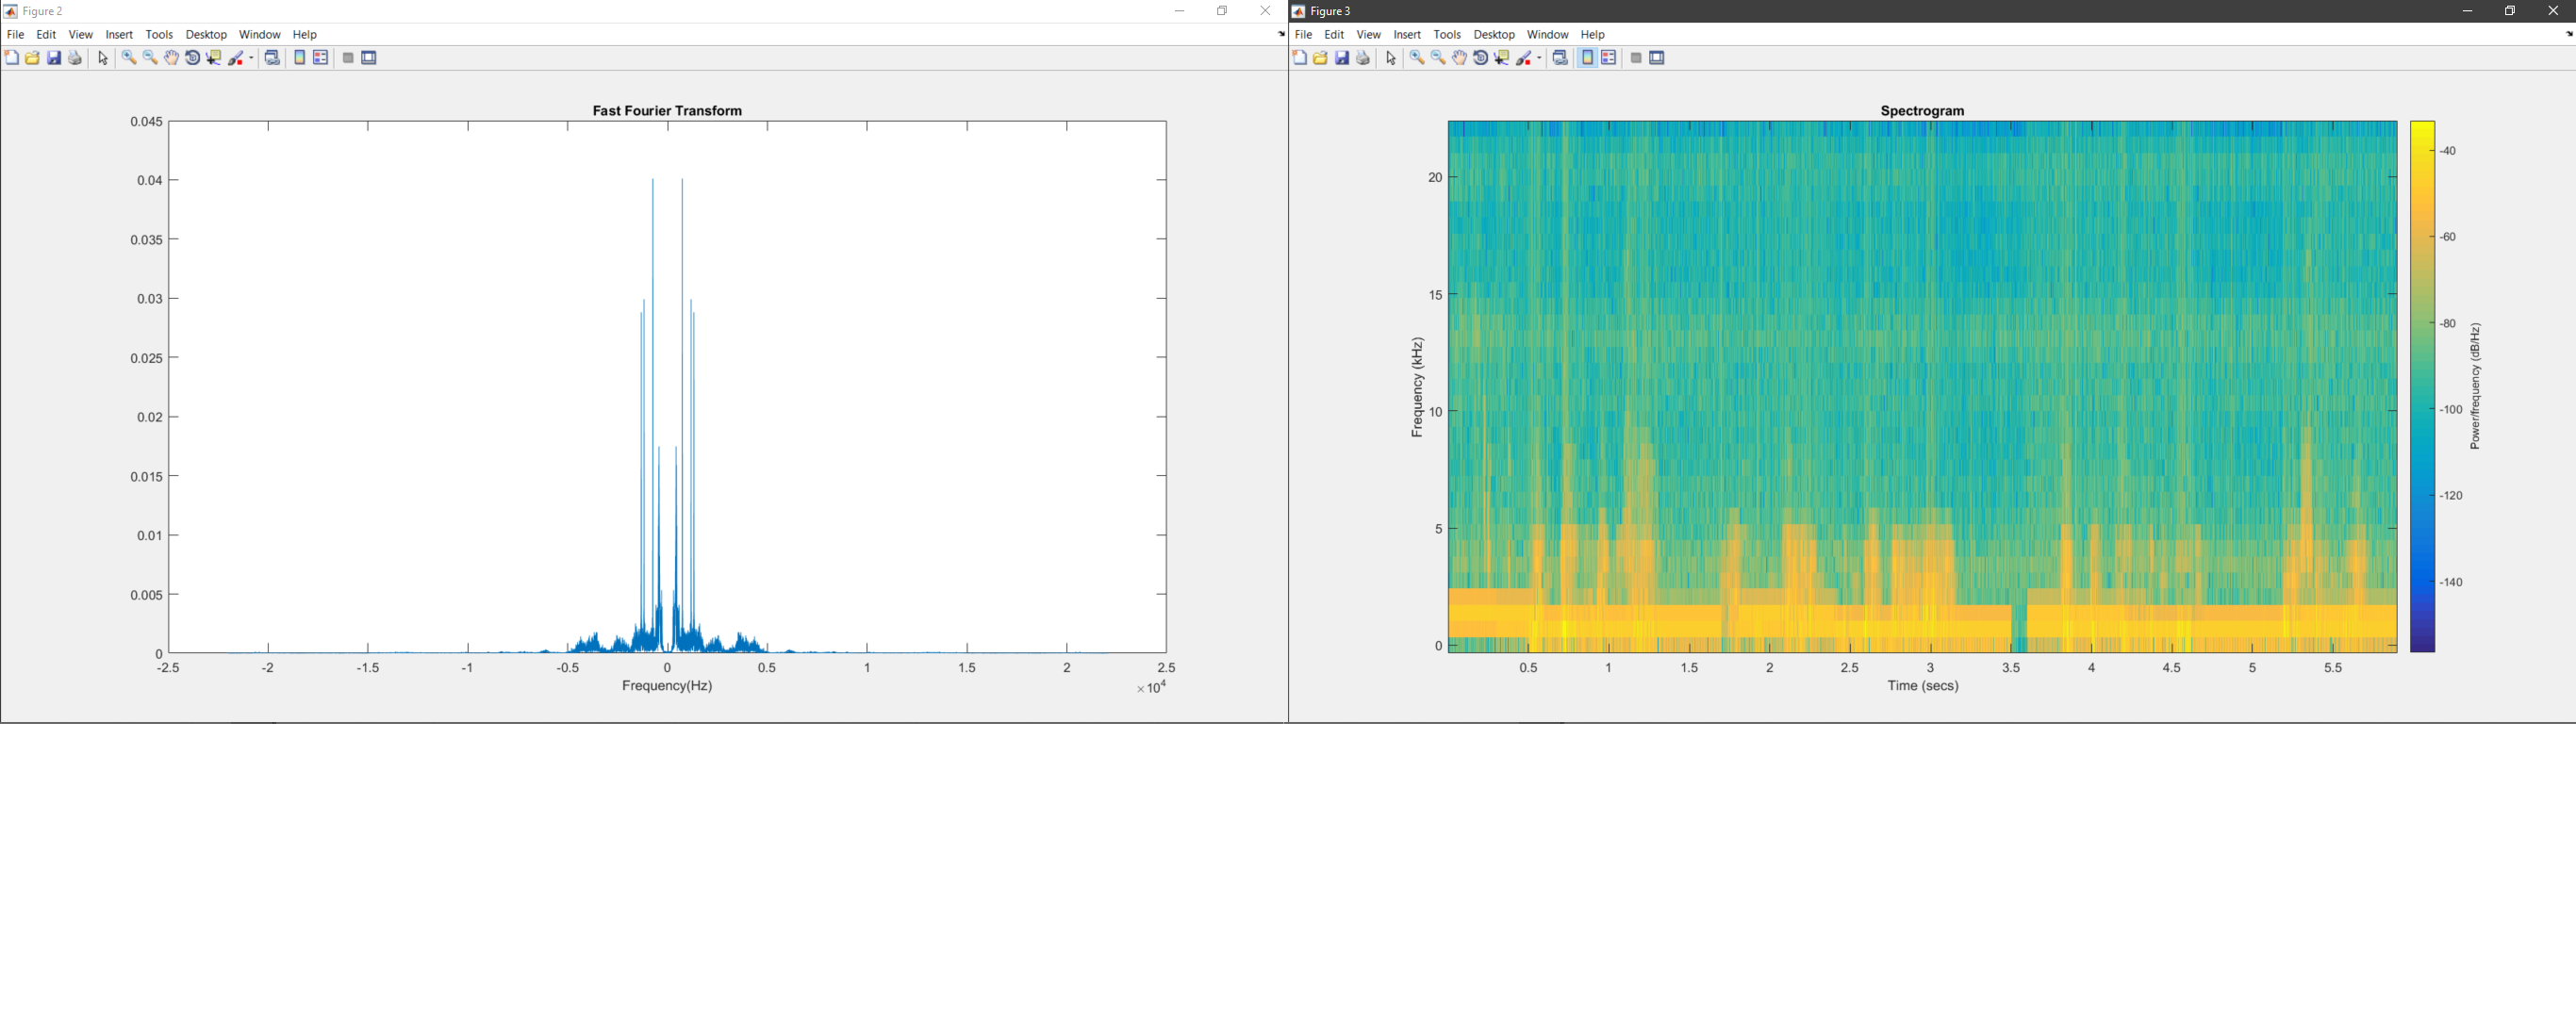 Figure 2
File Edit View Insert Tools Desktop Window Help
Fast Fourier Transform
0.045
0.04
0.035
0.03
0.025
0.02
0.015
0.01
0.005
0
-2.5 -2 -1.5 -1 -0.5 0 0.5 1 1.5 2 2.5
Frequency(Hz)
×10^4
Figure 3
File Edit View Insert Tools Desktop Window Help
Spectrogram
20
15
10
5
0
Frequency (kHz)
0.5 1 1.5 2 2.5 3 3.5 4 4.5 5 5.5
Time (secs)
-40
-60
-80
-100
-120
-140
Power/frequency (dB/Hz)